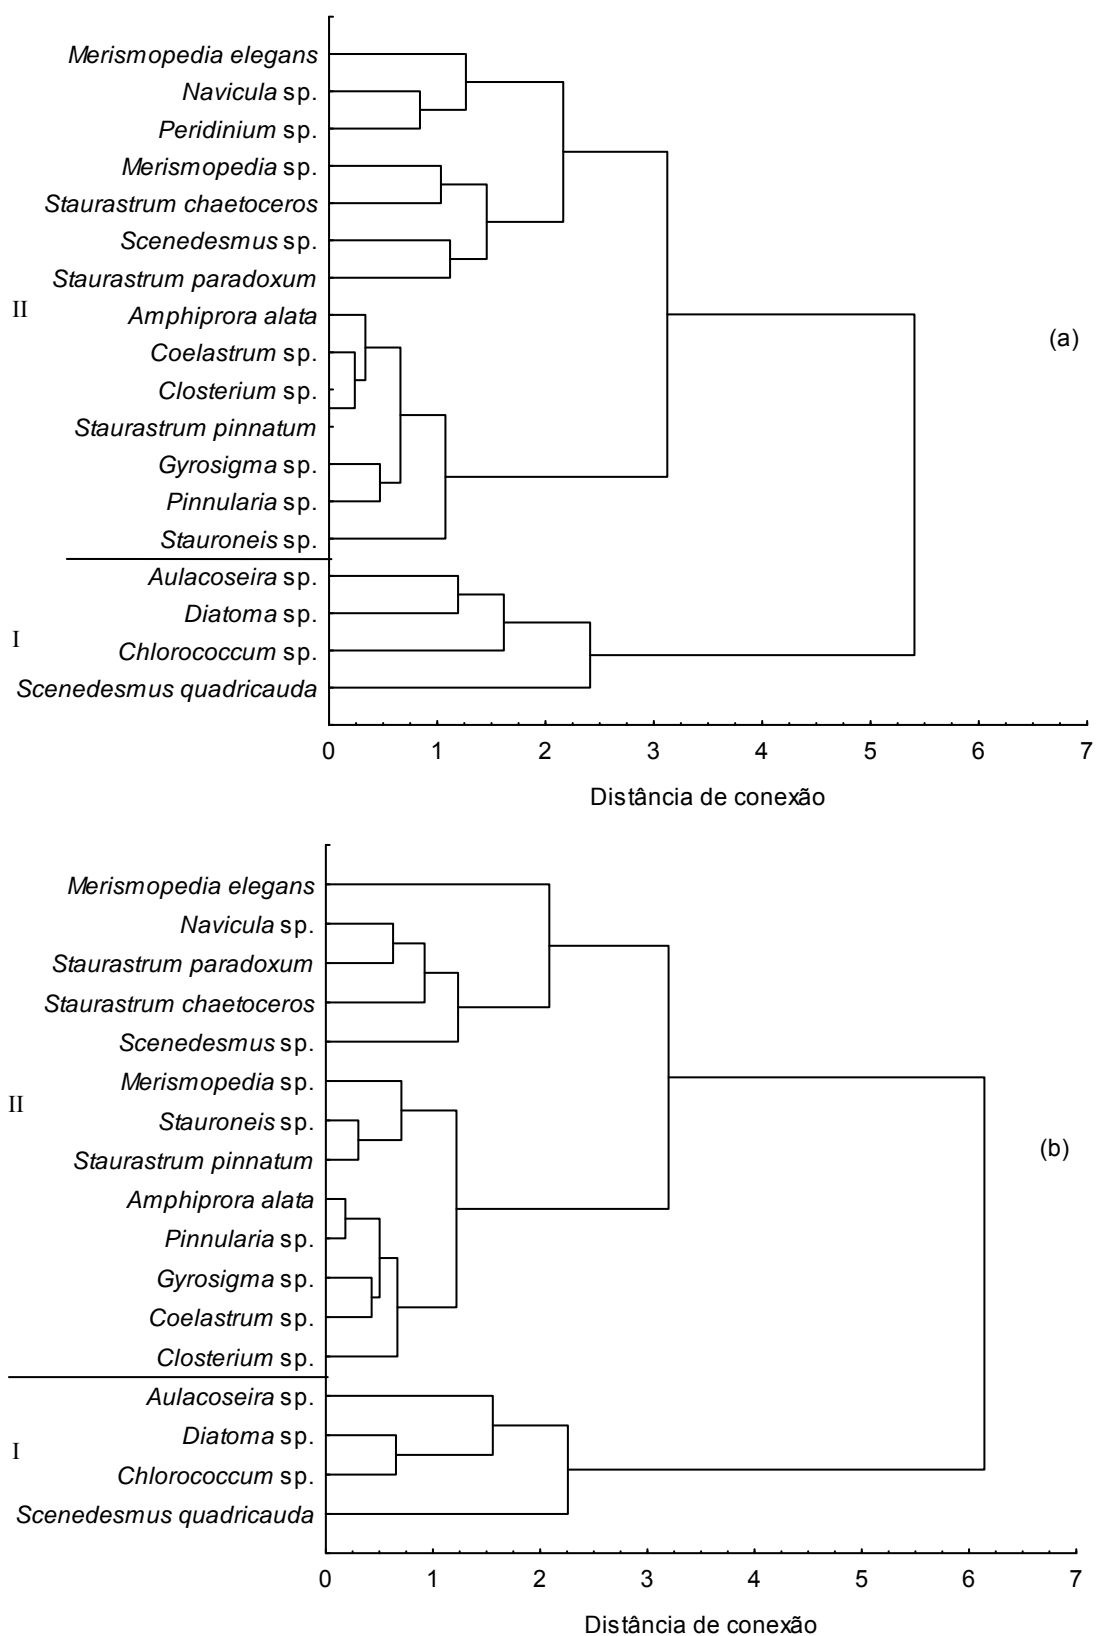 Merismopedia elegans
Navicula sp.
Peridinium sp.
Merismopedia sp.
Staurastrum chaetoceros
Scenedesmus sp.
Staurastrum paradoxum
II
Amphiprora alata
(a)
Coelastrum sp.
Closterium sp.
Staurastrum pinnatum
Gyrosigma sp.
Pinnularia sp.
Stauroneis sp.
Aulacoseira sp.
Diatoma sp.
I
Chlorococcum sp.
Scenedesmus quadricauda
0 1 2 3 4 5 6 7
Distância de conexão
Merismopedia elegans
Navicula sp.
Staurastrum paradoxum
Staurastrum chaetoceros
Scenedesmus sp.
Merismopedia sp.
II
Stauroneis sp.
(b)
Staurastrum pinnatum
Amphiprora alata
Pinnularia sp.
Gyrosigma sp.
Coelastrum sp.
Closterium sp.
Aulacoseira sp.
Diatoma sp.
I
Chlorococcum sp.
Scenedesmus quadricauda
0 1 2 3 4 5 6 7
Distância de conexão